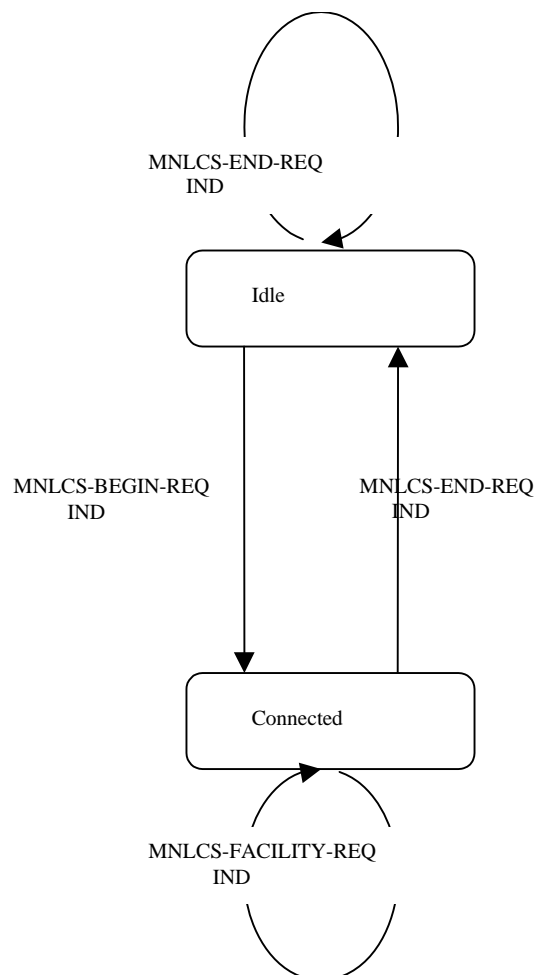 MNLCS-END-REQ
IND
Idle
MNLCS-BEGIN-REQ
IND
MNLCS-END-REQ
IND
Connected
MNLCS-FACILITY-REQ
IND